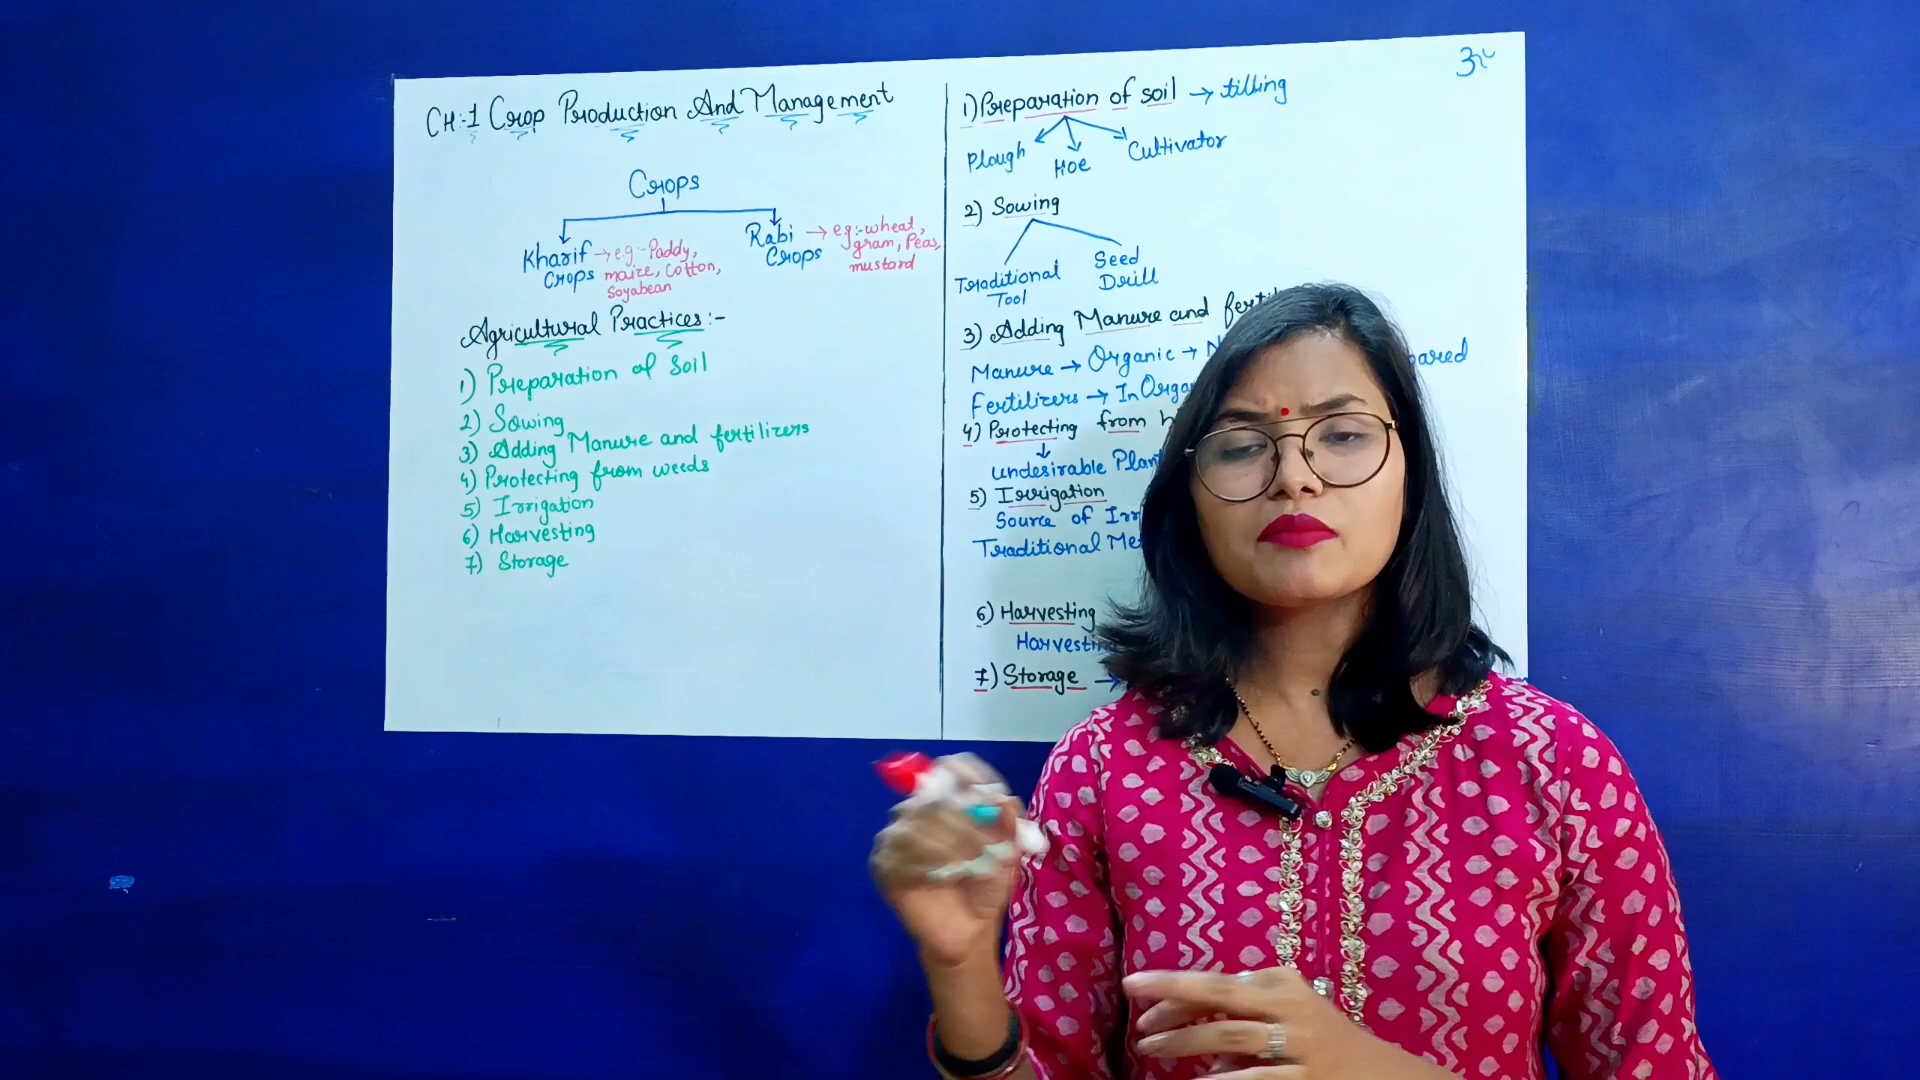 CH:-1 Crop Production And Management
Crops
Kharif → e.g:- Paddy,
Crops maize, Cotton,
Soyabean
Rabi → eg:- wheat,
Crops gram, Peas,
mustard
Agricultural Practices:-
1) Preparation of Soil
2) Sowing
3) Adding Manure and fertilizers
4) Protecting from weeds
5) Irrigation
6) Harvesting
7) Storage
1) Preparation of soil → tilling
Plough Hoe Cultivator
2) Sowing
Traditional Seed
Tool Drill
3) Adding Manure and
Manure → Organic →
Fertilizers →
4) Protecting from
undesirable
5) Irrigation
Source of
Traditional
6) Harvesting
7) Storage →